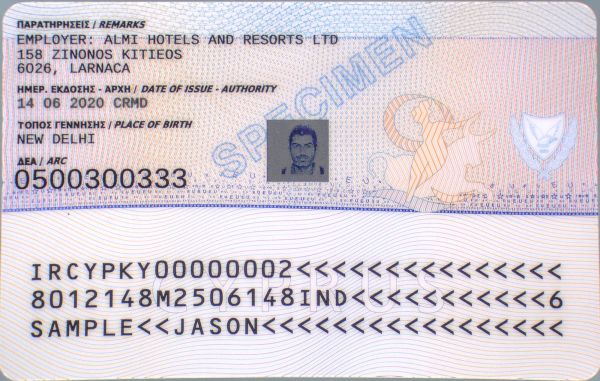 ΠΑΡΑΤΗΡΗΣΕΙΣ / REMARKS
EMPLOYER: ALMI HOTELS AND RESORTS LTD
158 ZINONOS KITIEOS
6026, LARNACA
ΗΜΕΡ. ΕΚΔΟΣΗΣ - ΑΡΧΗ / DATE OF ISSUE - AUTHORITY
14 06 2020 CRMD
ΤΟΠΟΣ ΓΕΝΝΗΣΗΣ / PLACE OF BIRTH
NEW DELHI
ΔΕΑ / ARC
0500300333
SPECIMEN
IRCYPKY00000002<<<<<<<<<<<<<<<
8012148M2506148IND<<<<<<<<<<<6
CYPRUS
SAMPLE<<JASON<<<<<<<<<<<<<<<<<